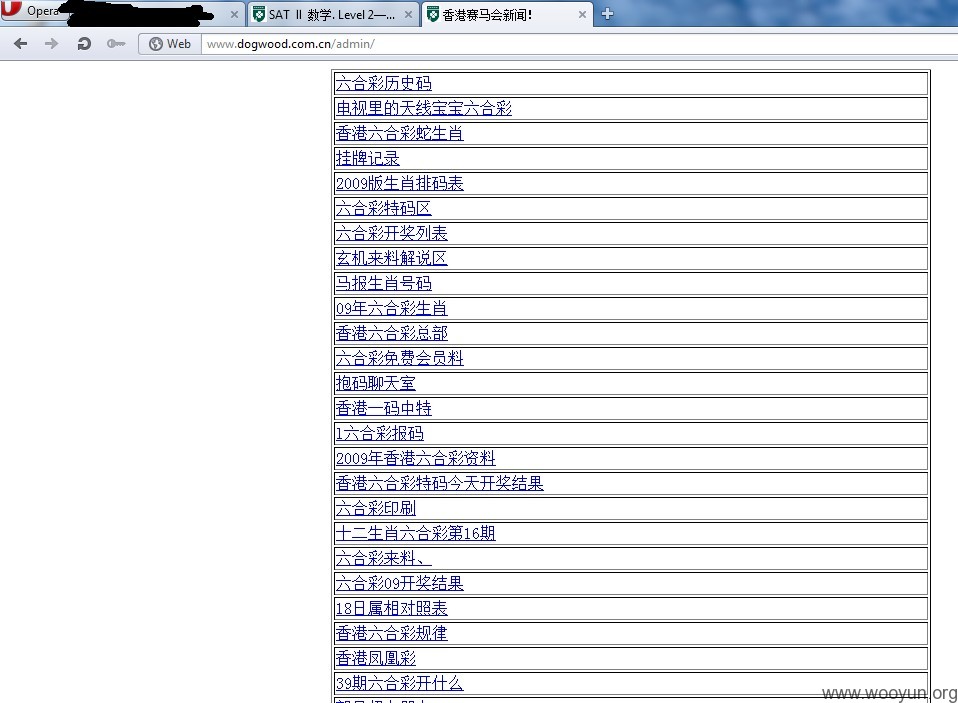 Opera
SAT Ⅱ 数学. Level 2—...
香港赛马会新闻!
Web
www.dogwood.com.cn/admin/
六合彩历史码
电视里的天线宝宝六合彩
香港六合彩蛇生肖
挂牌记录
2009版生肖排码表
六合彩特码区
六合彩开奖列表
玄机来料解说区
马报生肖号码
09年六合彩生肖
香港六合彩总部
六合彩免费会员料
抱码聊天室
香港一码中特
1六合彩报码
2009年香港六合彩资料
香港六合彩特码今天开奖结果
六合彩印刷
十二生肖六合彩第16期
六合彩来料、
六合彩09开奖结果
18日属相对照表
香港六合彩规律
香港凤凰彩
39期六合彩开什么
www.wooyun.org